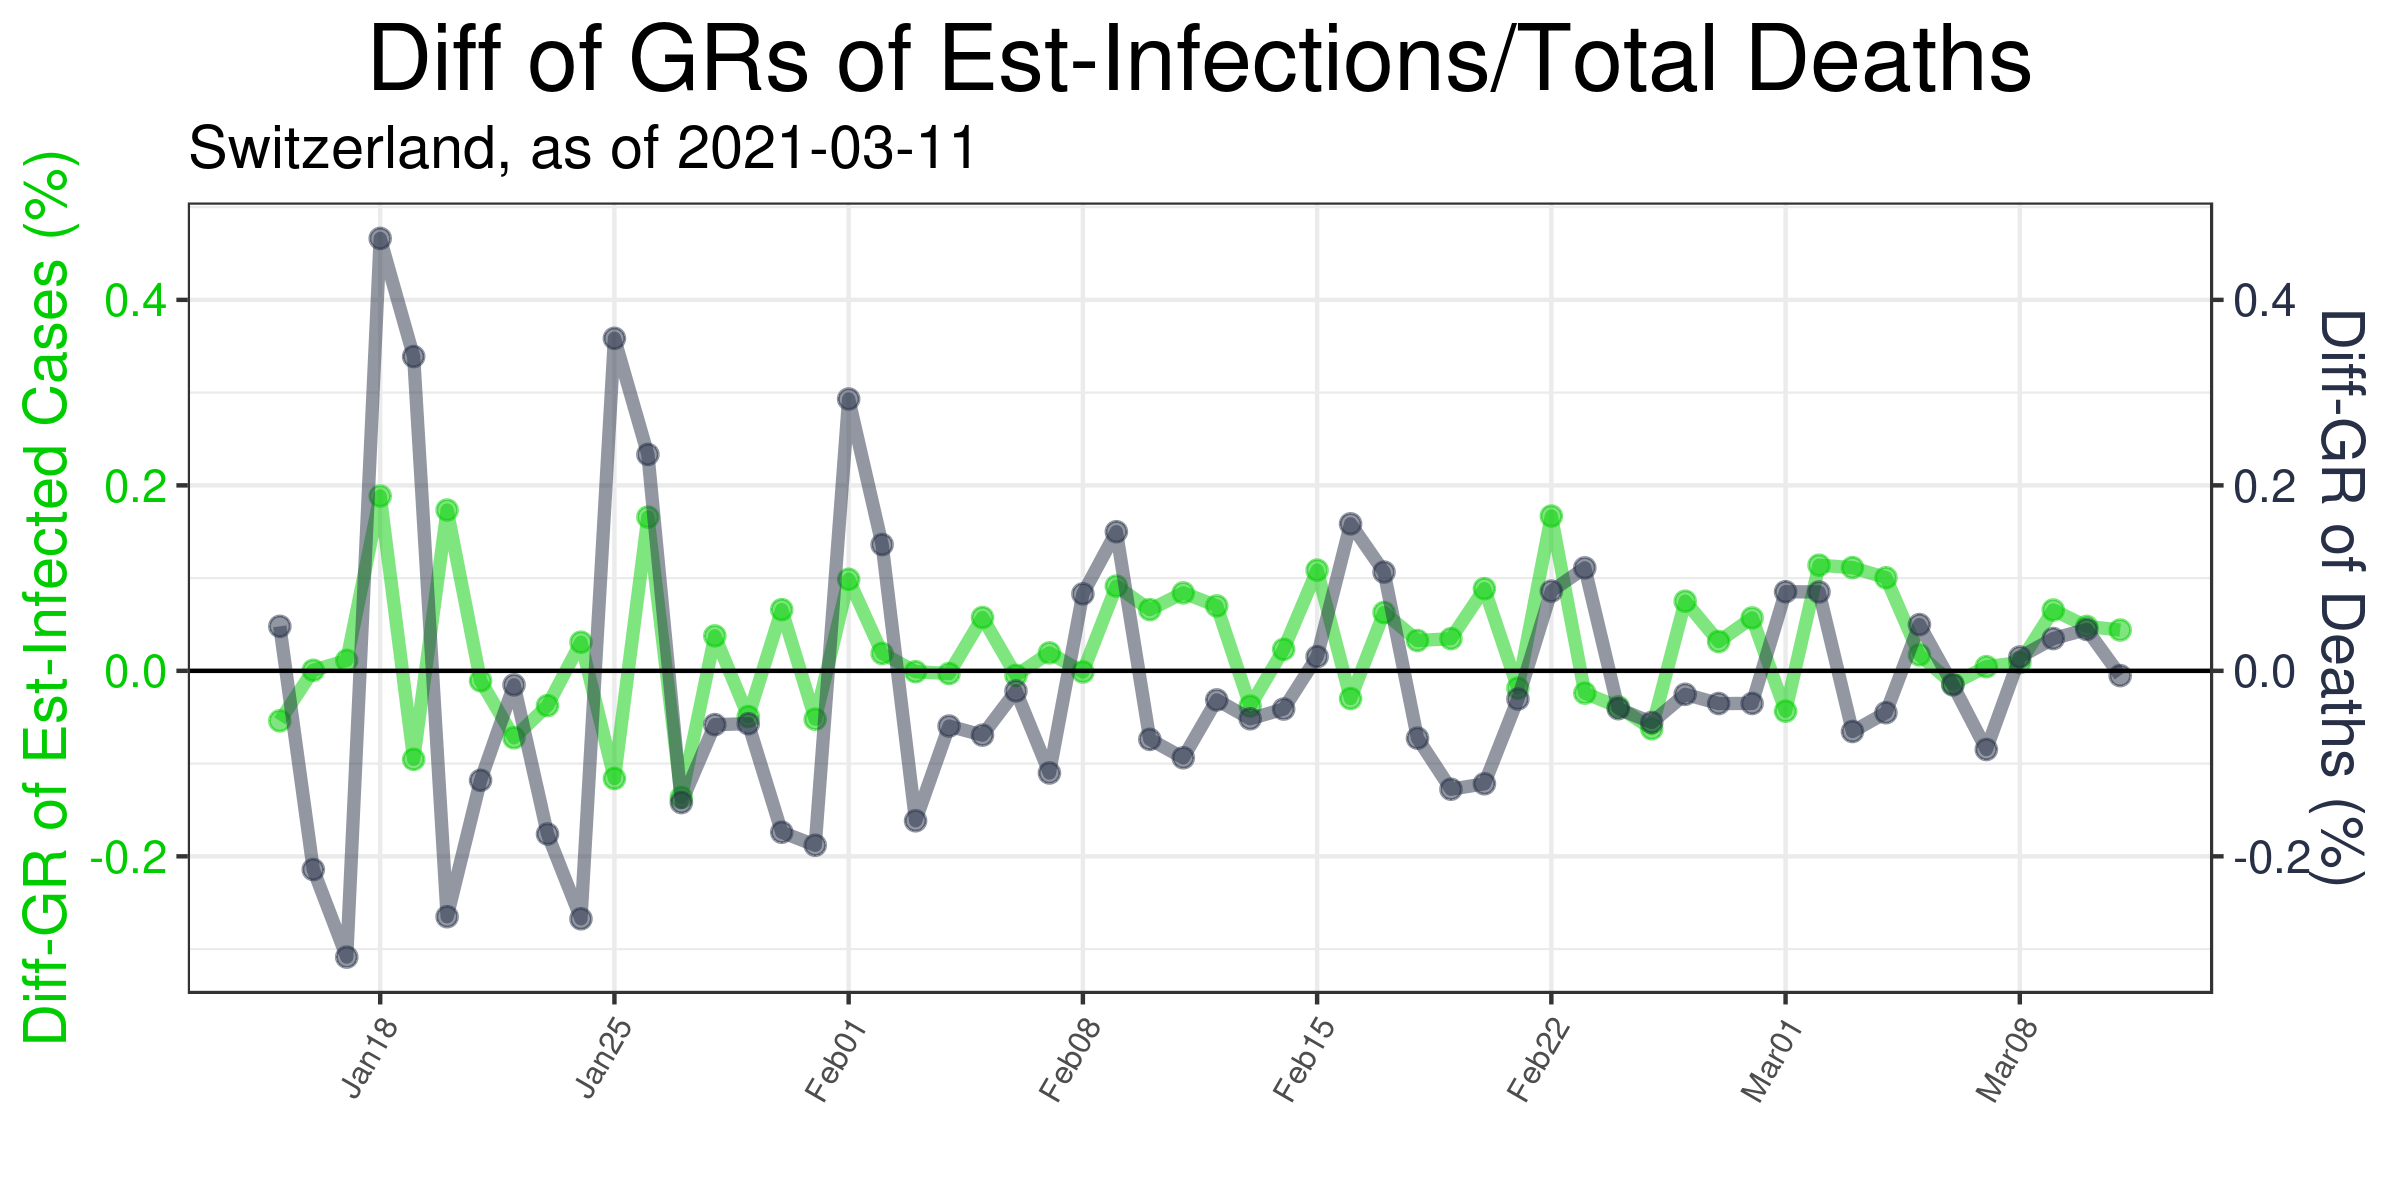 Diff of GRs of Est-Infections/Total Deaths
Switzerland, as of 2021-03-11
Diff-GR of Est-Infected Cases (%)
0.4
0.2
0.0
-0.2
0.4
0.2
0.0
-0.2
Diff-GR of Deaths (%)
Jan18
Jan25
Feb01
Feb08
Feb15
Feb22
Mar01
Mar08